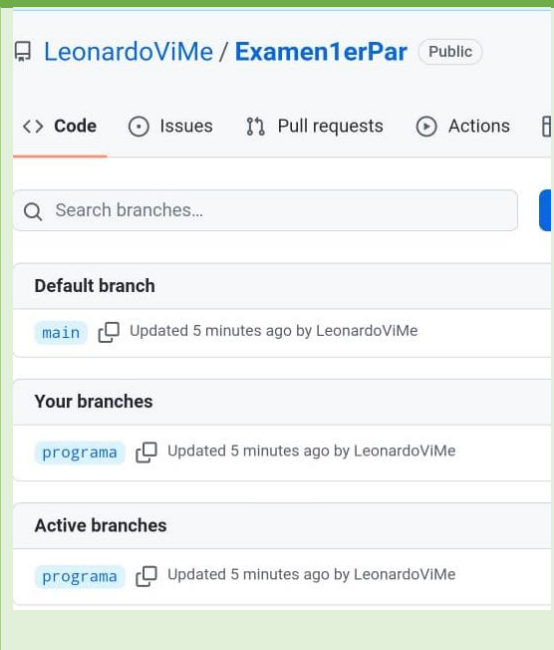 LeonardoViMe / Examen1erPar Public
<> Code Issues Pull requests Actions
Search branches...
Default branch
main Updated 5 minutes ago by LeonardoViMe
Your branches
programa Updated 5 minutes ago by LeonardoViMe
Active branches
programa Updated 5 minutes ago by LeonardoViMe